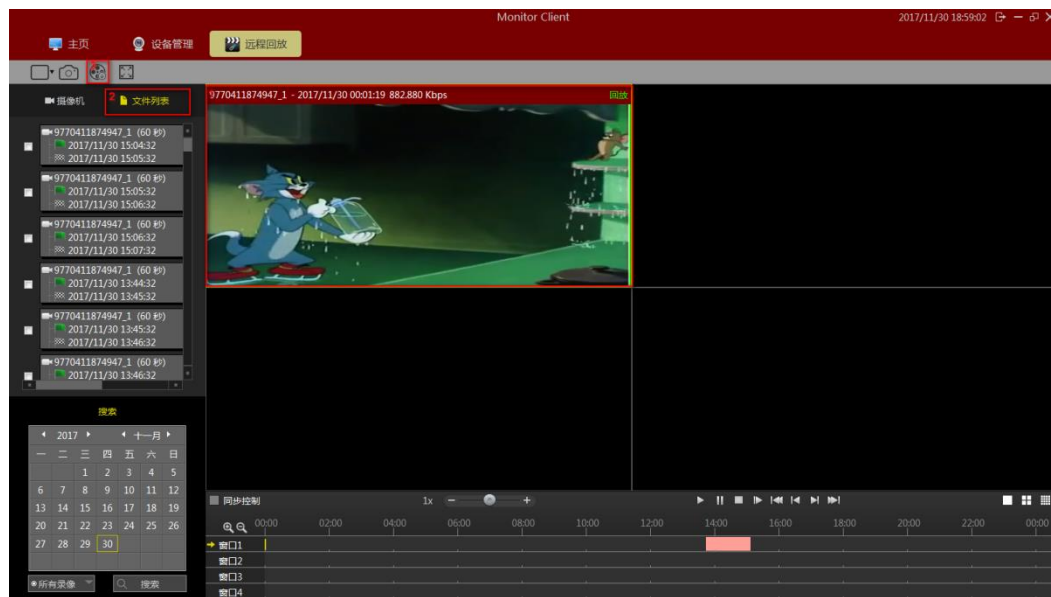 Monitor Client
2017/11/30 18:59:02
主页
设备管理
远程回放
1
摄像机
2
文件列表
9770411874947_1 (60 秒)
2017/11/30 15:04:32
2017/11/30 15:05:32
9770411874947_1 (60 秒)
2017/11/30 15:05:32
2017/11/30 15:06:32
9770411874947_1 (60 秒)
2017/11/30 15:06:32
2017/11/30 15:07:32
9770411874947_1 (60 秒)
2017/11/30 13:44:32
2017/11/30 13:45:32
9770411874947_1 (60 秒)
2017/11/30 13:45:32
2017/11/30 13:46:32
9770411874947_1 (60 秒)
2017/11/30 13:46:32
搜索
2017 十一月
一 二 三 四 五 六 日
1 2 3 4 5
6 7 8 9 10 11 12
13 14 15 16 17 18 19
20 21 22 23 24 25 26
27 28 29 30
所有录像
搜索
9770411874947_1 - 2017/11/30 00:01:19 882.880 Kbps
回放
同步控制
1x
00:00 02:00 04:00 06:00 08:00 10:00 12:00 14:00 16:00 18:00 20:00 22:00 00:00
窗口1
窗口2
窗口3
窗口4